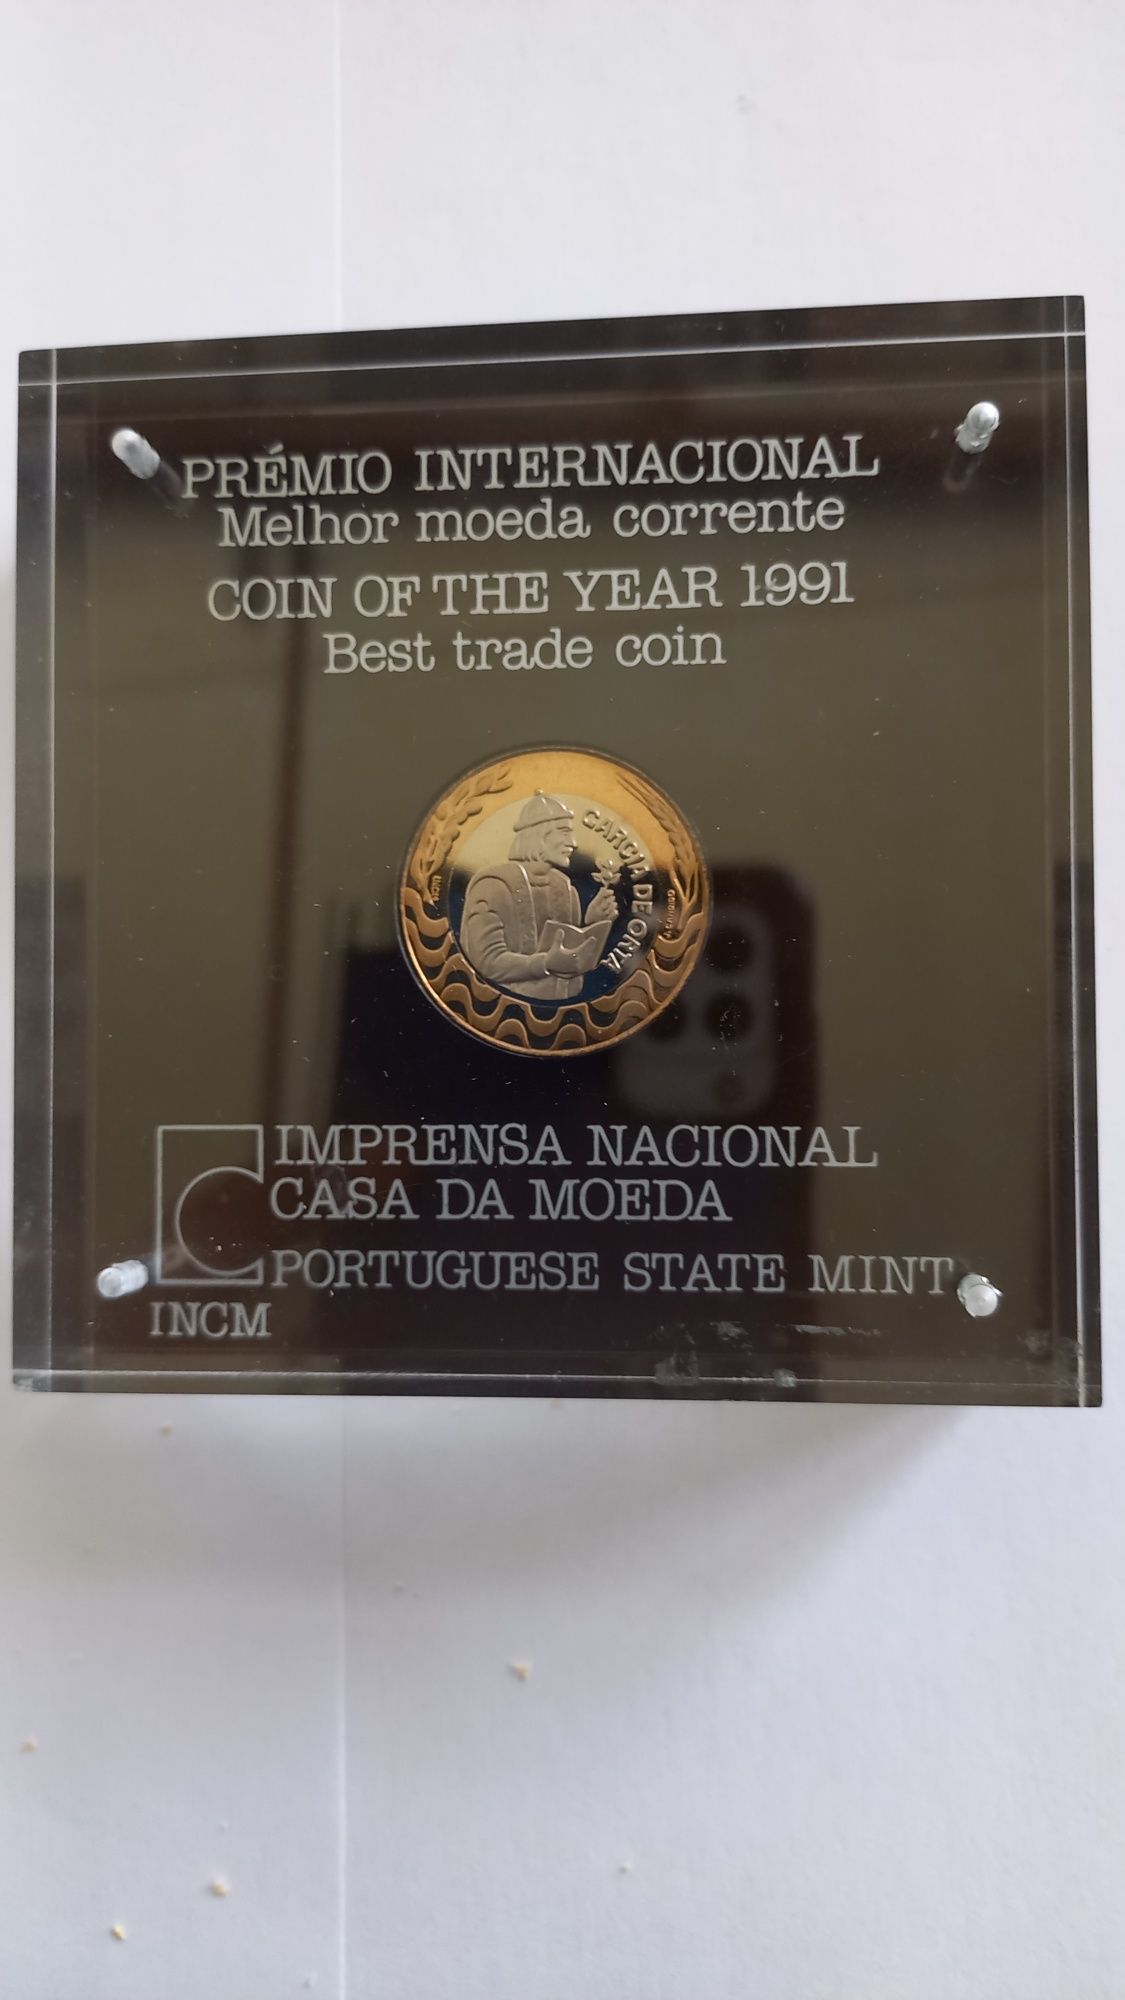 PRÉMIO INTERNACIONAL
Melhor moeda corrente
COIN OF THE YEAR 1991
Best trade coin
GARCIA DE ORTA
INCM
IMPRENSA NACIONAL
CASA DA MOEDA
PORTUGUESE STATE MINT
INCM